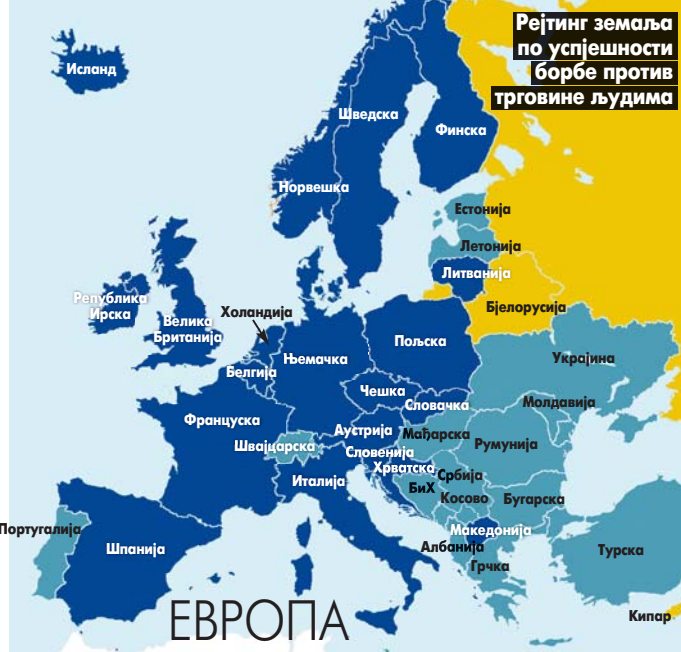 Рејтинг земаља
по успјешности
борбе против
трговине људима
Исланд
Шведска
Финска
Норвешка
Естонија
Летонија
Литванија
Република
Ирска
Велика
Британија
Холандија
Бјелорусија
Пољска
Њемачка
Белгија
Украјина
Чешка
Словачка
Молдавија
Француска
Аустрија
Мађарска
Швајцарска
Словенија
Румунија
Хрватска
Италија
БиХ
Србија
Косово
Бугарска
Португалија
Шпанија
Македонија
Албанија
Грчка
Турска
Кипар
ЕВРОПА